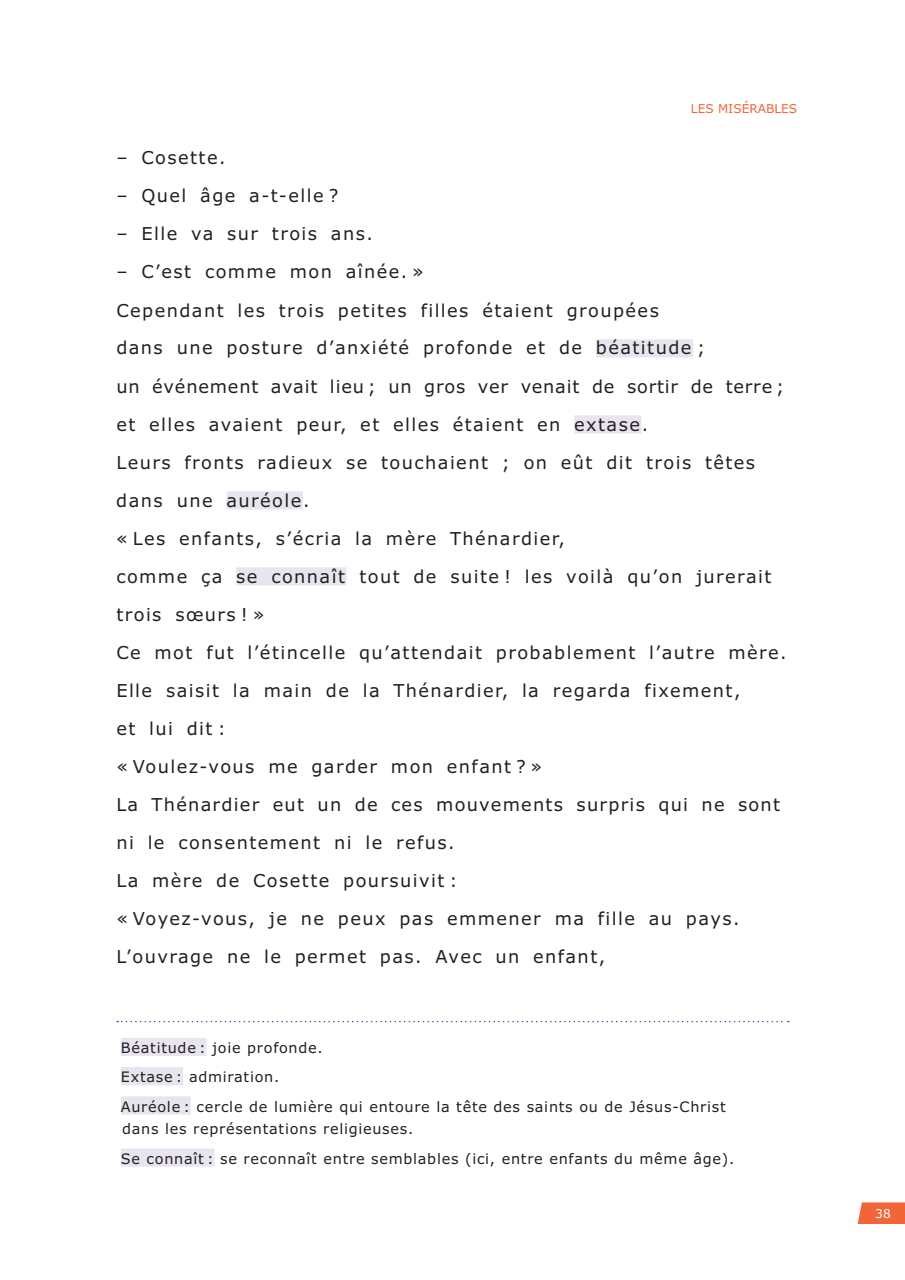 LES MISÉRABLES
– Cosette.
– Quel âge a-t-elle ?
– Elle va sur trois ans.
– C’est comme mon aînée. »
Cependant les trois petites filles étaient groupées
dans une posture d’anxiété profonde et de béatitude ;
un événement avait lieu ; un gros ver venait de sortir de terre ;
et elles avaient peur, et elles étaient en extase.
Leurs fronts radieux se touchaient ; on eût dit trois têtes
dans une auréole.
« Les enfants, s’écria la mère Thénardier,
comme ça se connaît tout de suite ! les voilà qu’on jurerait
trois sœurs ! »
Ce mot fut l’étincelle qu’attendait probablement l’autre mère.
Elle saisit la main de la Thénardier, la regarda fixement,
et lui dit :
« Voulez-vous me garder mon enfant ? »
La Thénardier eut un de ces mouvements surpris qui ne sont
ni le consentement ni le refus.
La mère de Cosette poursuivit :
« Voyez-vous, je ne peux pas emmener ma fille au pays.
L’ouvrage ne le permet pas. Avec un enfant,
Béatitude : joie profonde.
Extase : admiration.
Auréole : cercle de lumière qui entoure la tête des saints ou de Jésus-Christ
dans les représentations religieuses.
Se connaît : se reconnaît entre semblables (ici, entre enfants du même âge).
38